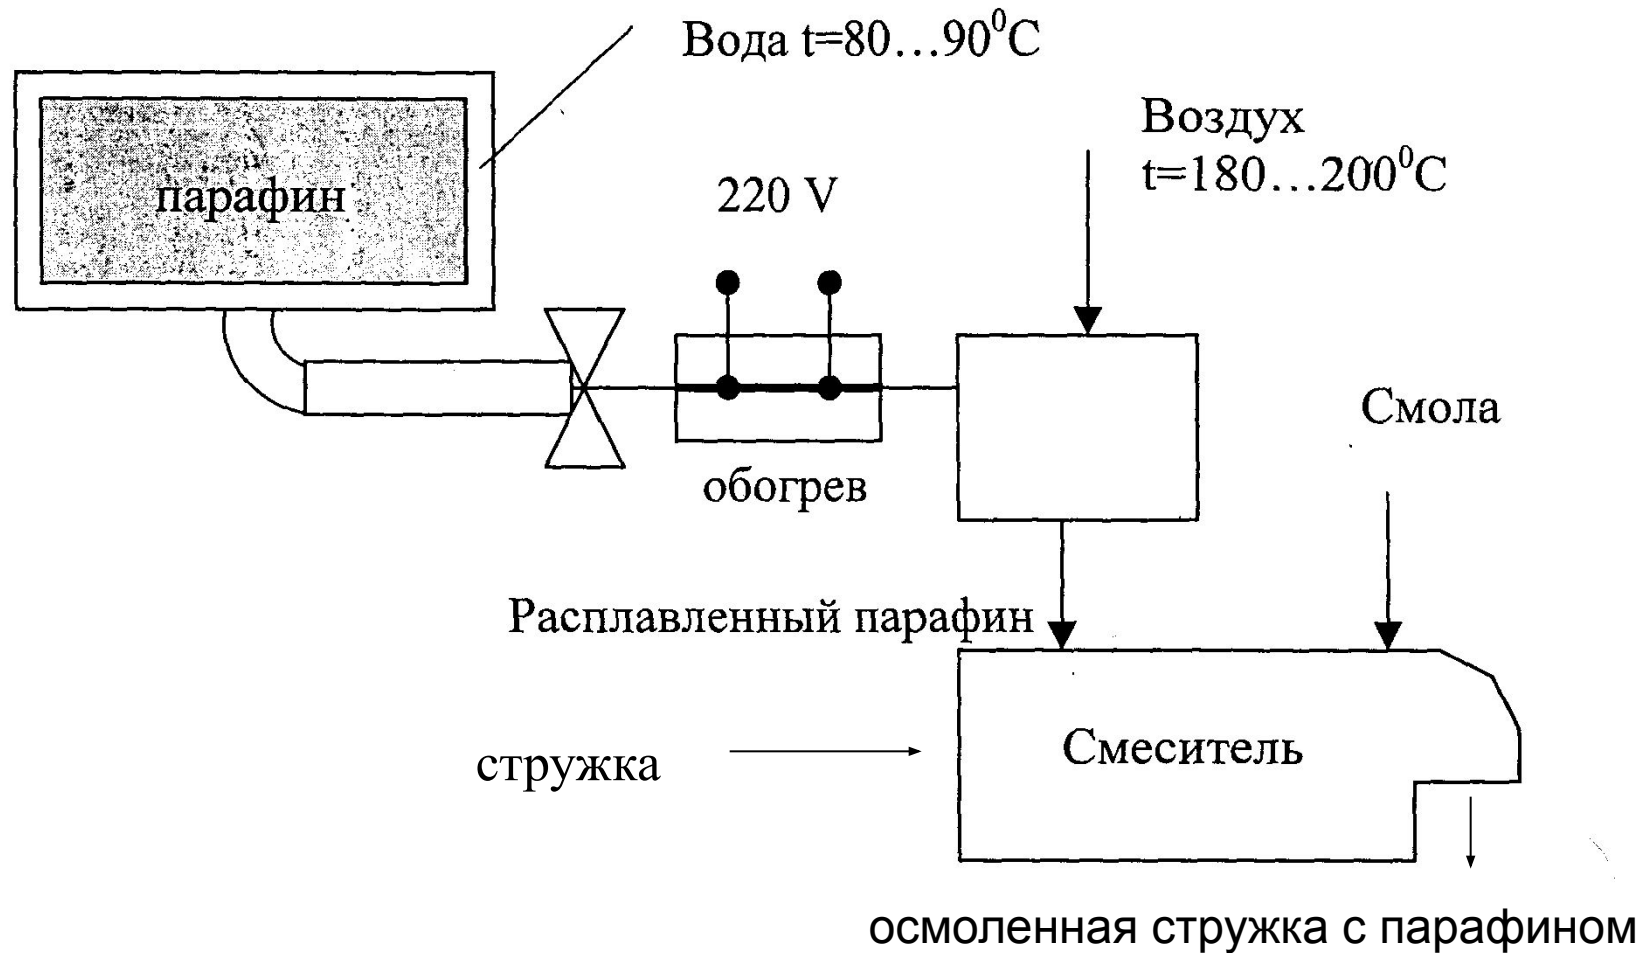 Вода t=80...90⁰C
Воздух
t=180...200⁰C
парафин
220 V
Смола
обогрев
Расплавленный парафин
Смеситель
стружка
осмоленная стружка с парафином